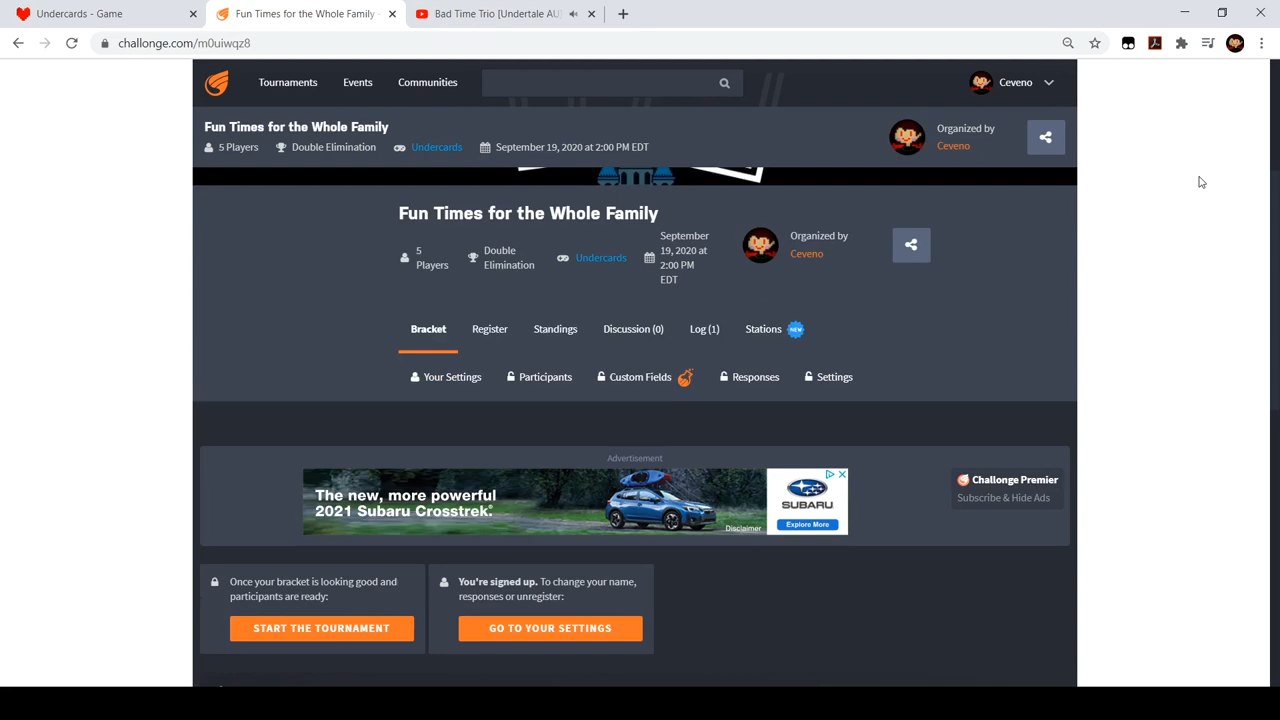 Undercards - Game
Fun Times for the Whole Family -
Bad Time Trio [Undertale AU
challonge.com/m0uiwqz8
Tournaments Events Communities Ceveno
Fun Times for the Whole Family
5 Players Double Elimination Undercards September 19, 2020 at 2:00 PM EDT
Organized by
Ceveno
Fun Times for the Whole Family
5
Players
Double
Elimination
Undercards
September
19, 2020 at
2:00 PM
EDT
Organized by
Ceveno
Bracket Register Standings Discussion (0) Log (1) Stations NEW
Your Settings Participants Custom Fields Responses Settings
Advertisement
The new, more powerful
2021 Subaru Crosstrek.®
Disclaimer
SUBARU
Explore More
Challonge Premier
Subscribe & Hide Ads
Once your bracket is looking good and
participants are ready:
START THE TOURNAMENT
You're signed up. To change your name,
responses or unregister:
GO TO YOUR SETTINGS